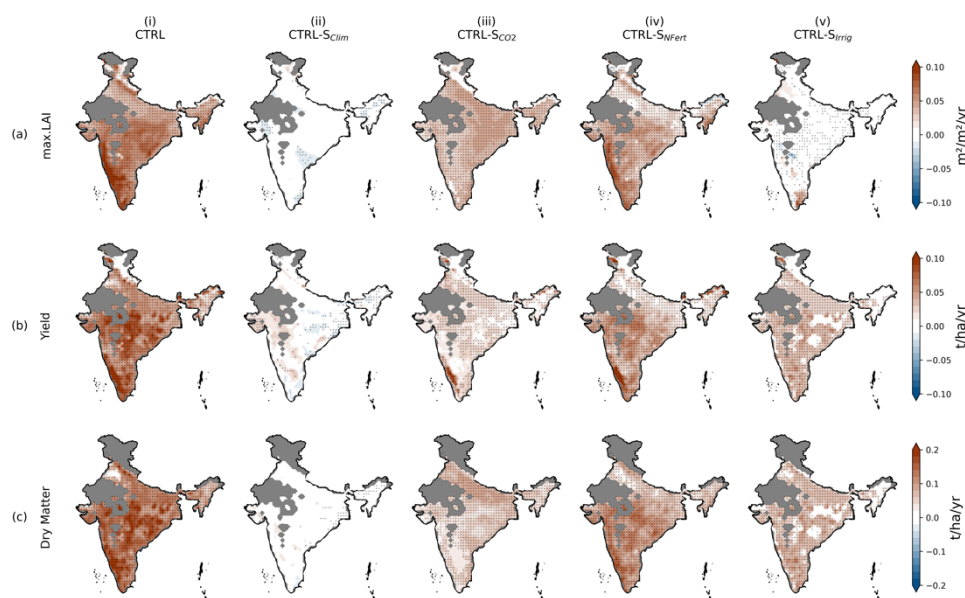 (i) (ii) (iii) (iv) (v)
CTRL CTRL-S_Clim CTRL-S_CO2 CTRL-S_NFert CTRL-S_Irrig
(a)
max.LAI
0.10
0.05
0.00
−0.05
−0.10
m²/m²/yr
(b)
Yield
0.10
0.05
0.00
−0.05
−0.10
t/ha/yr
(c)
Dry Matter
0.2
0.1
0.0
−0.1
−0.2
t/ha/yr